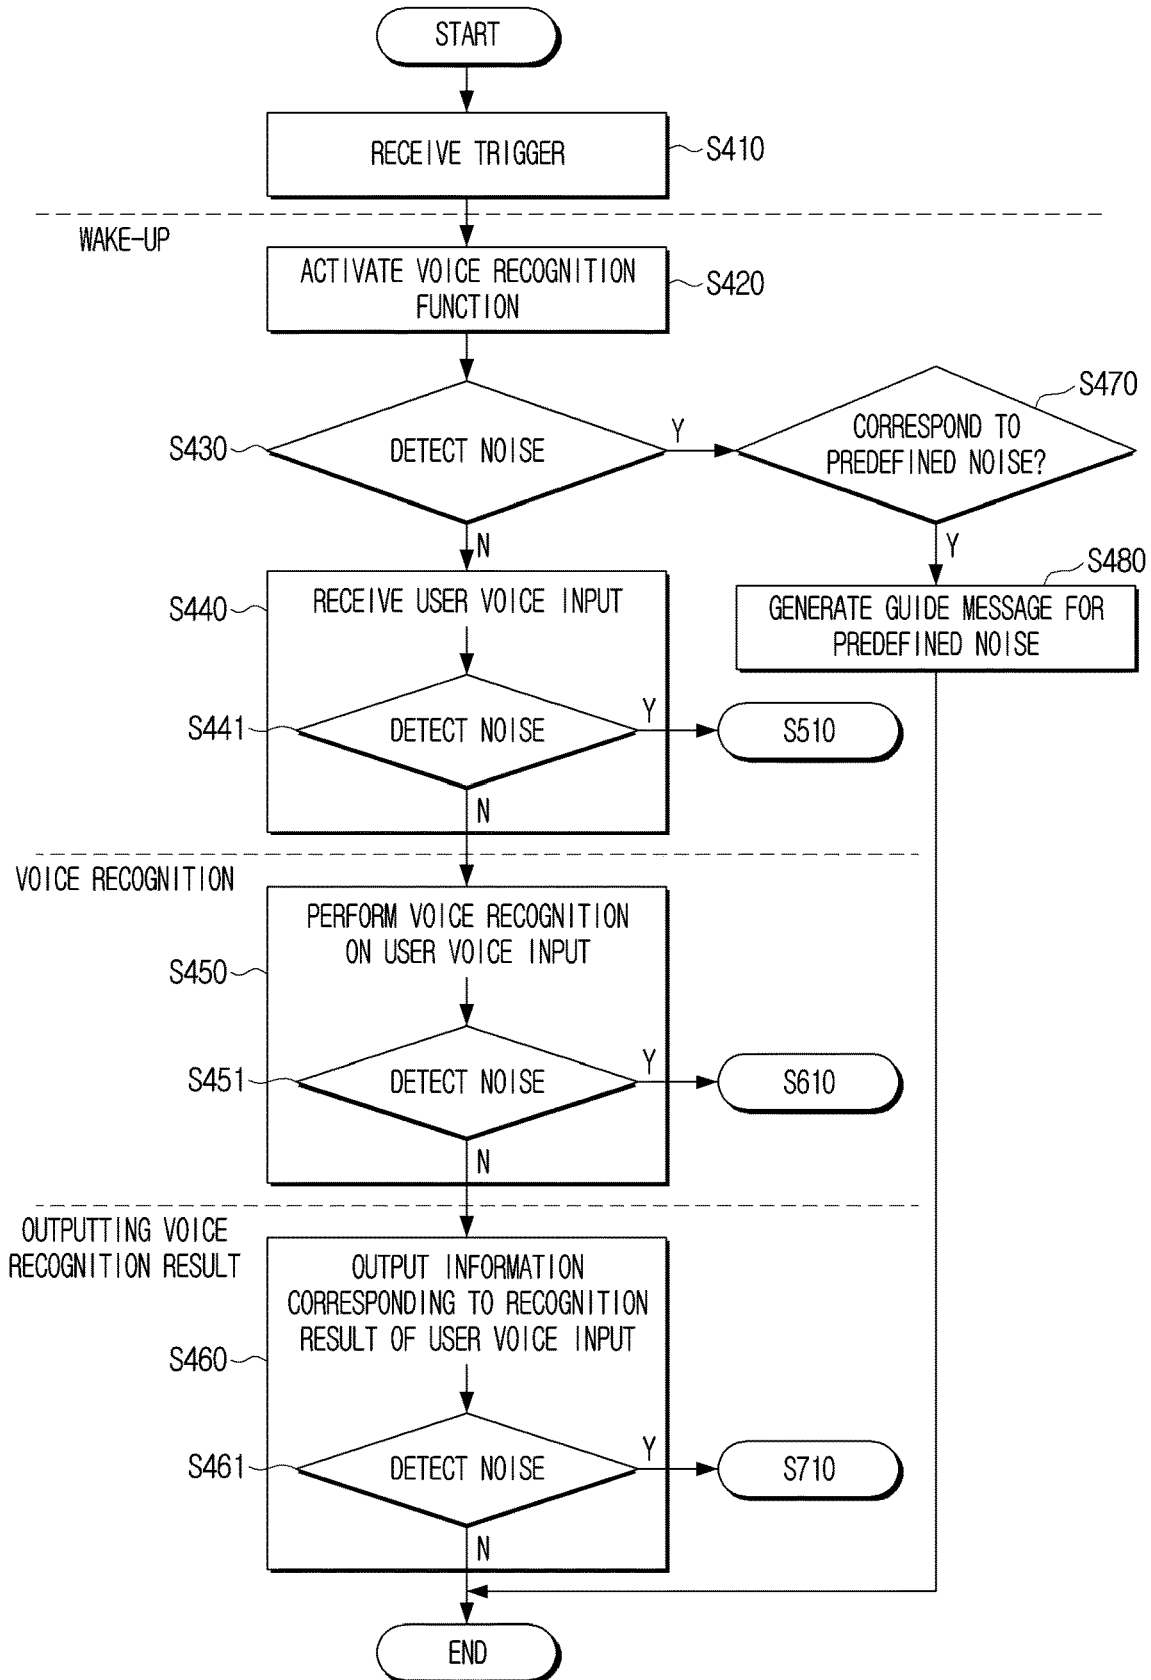 START
RECEIVE TRIGGER
S410
WAKE-UP
ACTIVATE VOICE RECOGNITION
FUNCTION
S420
S430
DETECT NOISE
Y
N
S470
CORRESPOND TO
PREDEFINED NOISE?
Y
S480
GENERATE GUIDE MESSAGE FOR
PREDEFINED NOISE
S440
RECEIVE USER VOICE INPUT
S441
DETECT NOISE
Y
S510
N
VOICE RECOGNITION
PERFORM VOICE RECOGNITION
ON USER VOICE INPUT
S450
S451
DETECT NOISE
Y
S610
N
OUTPUTTING VOICE
RECOGNITION RESULT
OUTPUT INFORMATION
CORRESPONDING TO RECOGNITION
RESULT OF USER VOICE INPUT
S460
S461
DETECT NOISE
Y
S710
N
END